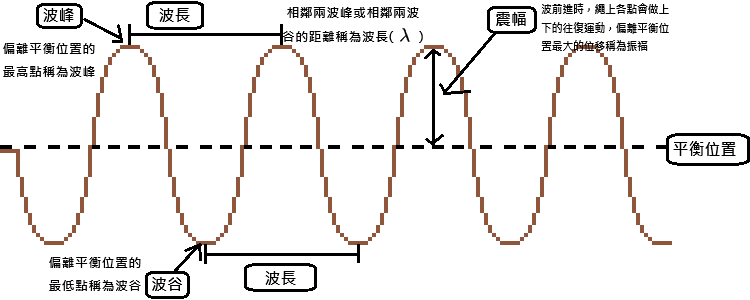 波峰
波長
相鄰兩波峰或相鄰兩波
谷的距離稱為波長( λ )
震幅
波前進時，繩上各點會做上
下的往復運動，偏離平衡位
置最大的位移稱為振福
偏離平衡位置的
最高點稱為波峰
平衡位置
偏離平衡位置的
最低點稱為波谷
波谷
波長